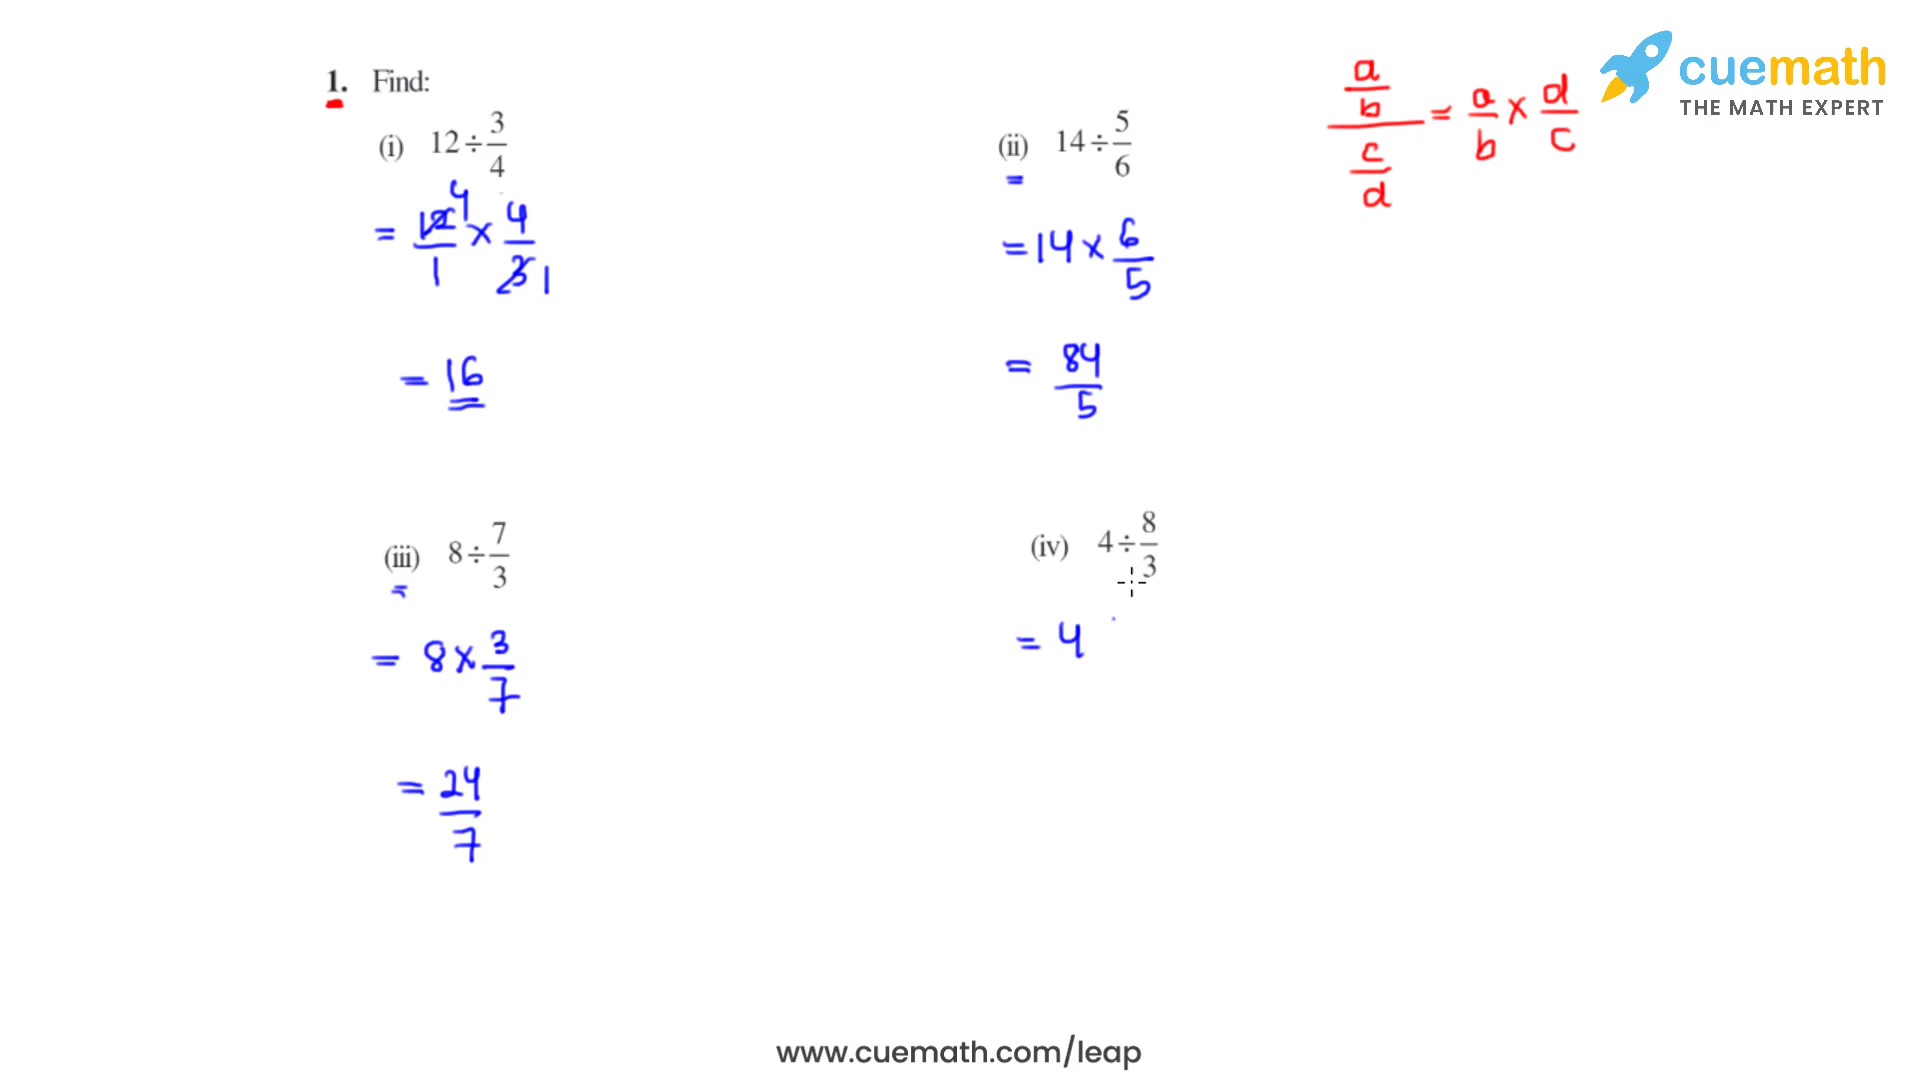 1. Find:
(i) 12 ÷ 3/4
= 12/1 4 × 4/3 1
= 16
(ii) 14 ÷ 5/6
=
= 14 × 6/5
= 84/5
a/b / c/d = a/b × d/c
cuemath
THE MATH EXPERT
(iii) 8 ÷ 7/3
=
= 8 × 3/7
= 24/7
(iv) 4 ÷ 8/3
= 4
www.cuemath.com/leap